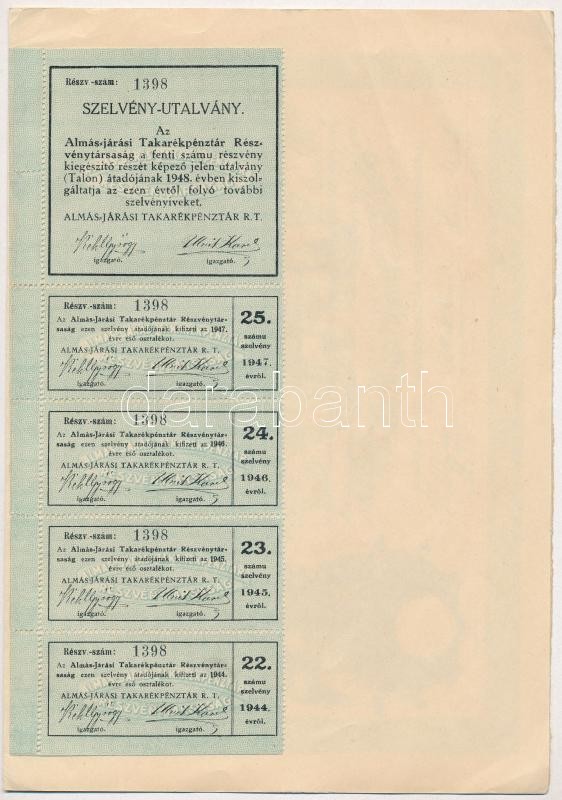 Részv.-szám: 1398
SZELVÉNY-UTALVÁNY.
Az
Almás-járási Takarékpénztár Rész-
vénytársaság a fenti számu részvény
kiegészitő részét képező jelen utalvány
(Talon) átadójának 1948. évben kiszol-
gáltatja az ezen évtől folyó további
szelvényiveket.
ALMÁS-JÁRÁSI TAKARÉKPÉNZTÁR R. T.
igazgató. igazgató.
Részv.-szám: 1398
Az Almás-Járási Takarékpénztár Részvénytár-
saság ezen szelvény átadójának kifizeti az 1947.
évre eső osztalékot.
ALMÁS-JÁRÁSI TAKARÉKPÉNZTÁR R. T.
igazgató. igazgató.
25.
számu
szelvény
1947.
évről.
darabanth
Részv.-szám: 1398
Az Almás-Járási Takarékpénztár Részvénytár-
saság ezen szelvény átadójának kifizeti az 1946.
évre eső osztalékot.
ALMÁS-JÁRÁSI TAKARÉKPÉNZTÁR R. T.
igazgató. igazgató.
24.
számu
szelvény
1946.
évről.
Részv.-szám: 1398
Az Almás-Járási Takarékpénztár Részvénytár-
saság ezen szelvény átadójának kifizeti az 1945.
évre eső osztalékot.
ALMÁS-JÁRÁSI TAKARÉKPÉNZTÁR R. T.
igazgató. igazgató.
23.
számu
szelvény
1945.
évről.
Részv.-szám: 1398
Az Almás-Járási Takarékpénztár Részvénytár-
saság ezen szelvény átadójának kifizeti az 1944.
évre eső osztalékot.
ALMÁS-JÁRÁSI TAKARÉKPÉNZTÁR R. T.
igazgató. igazgató.
22.
számu
szelvény
1944.
évről.